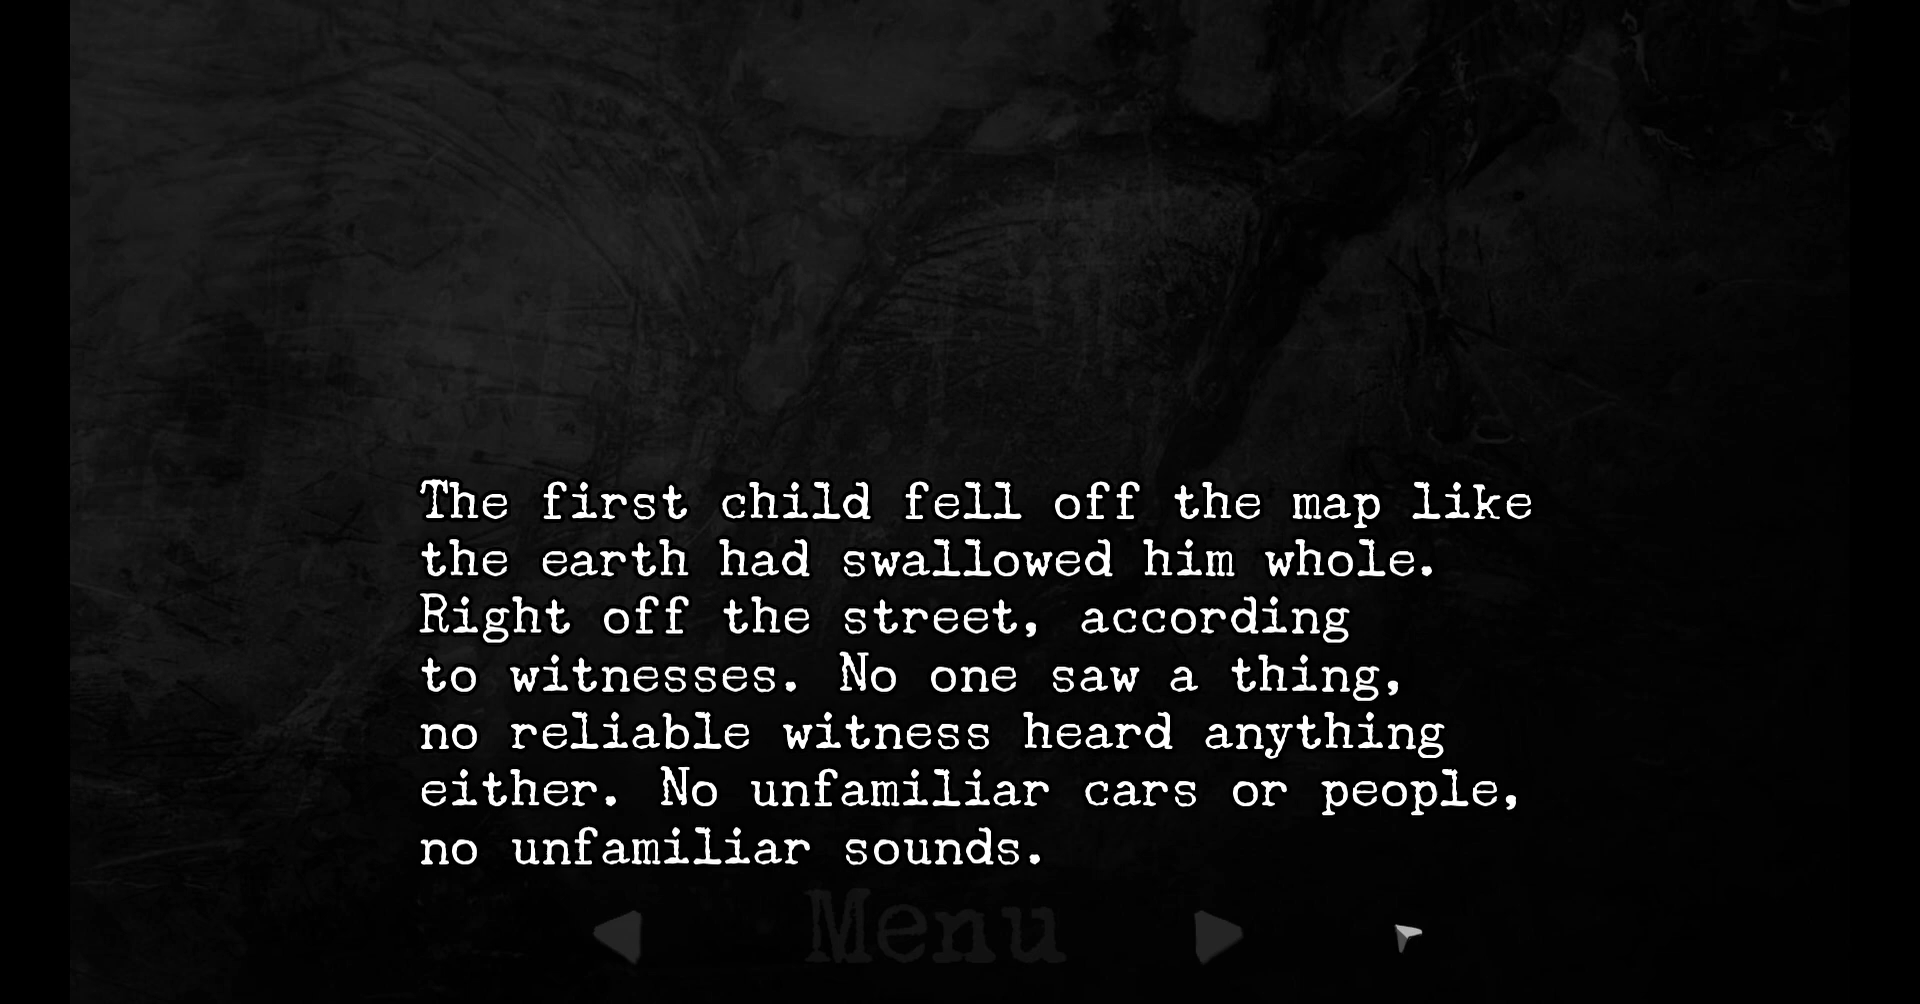 The first child fell off the map like
the earth had swallowed him whole.
Right off the street, according
to witnesses. No one saw a thing,
no reliable witness heard anything
either. No unfamiliar cars or people,
no unfamiliar sounds.
Menu